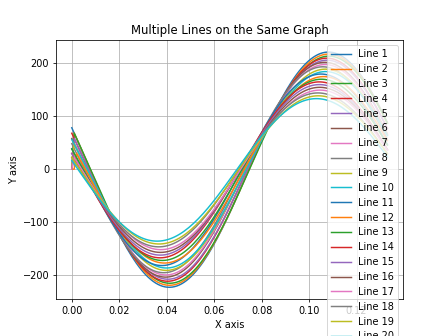 Multiple Lines on the Same Graph
Y axis
200
100
0
−100
−200
0.00
0.02
0.04
0.06
0.08
0.10
X axis
Line 1
Line 2
Line 3
Line 4
Line 5
Line 6
Line 7
Line 8
Line 9
Line 10
Line 11
Line 12
Line 13
Line 14
Line 15
Line 16
Line 17
Line 18
Line 19
Line 20